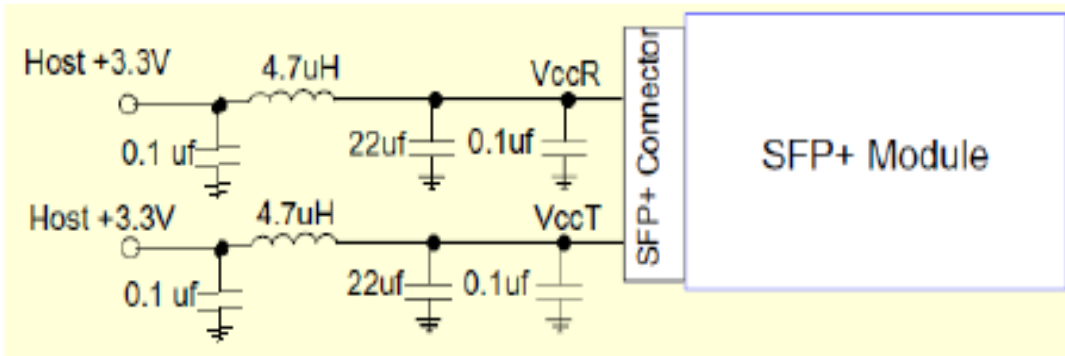 Host +3.3V
4.7uH
VccR
0.1 uf
22uf
0.1uf
Host +3.3V
4.7uH
VccT
0.1 uf
22uf
0.1uf
SFP+ Connector
SFP+ Module